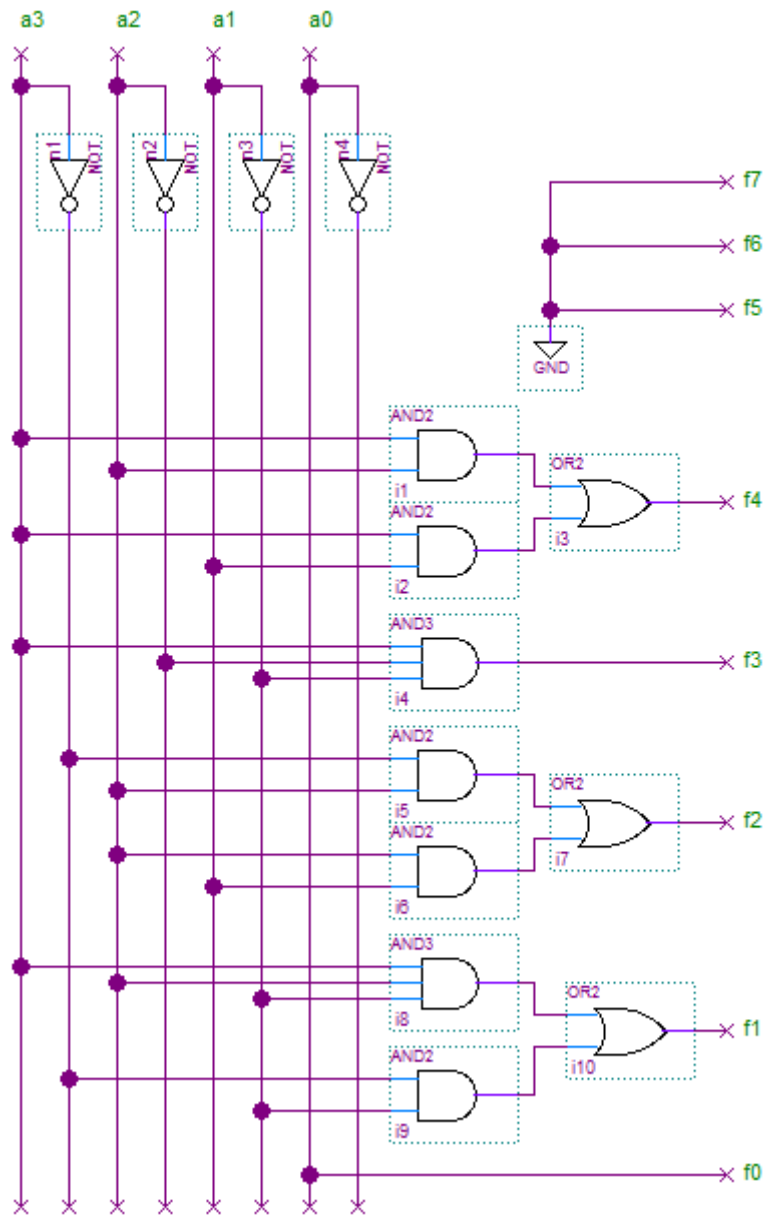 a3 a2 a1 a0
n1 NOT n2 NOT n3 NOT n4 NOT
f7
f6
f5
GND
AND2
i1
OR2
i3
f4
AND2
i2
AND3
i4
f3
AND2
i5
OR2
i7
f2
AND2
i6
AND3
i8
OR2
i10
f1
AND2
i9
f0